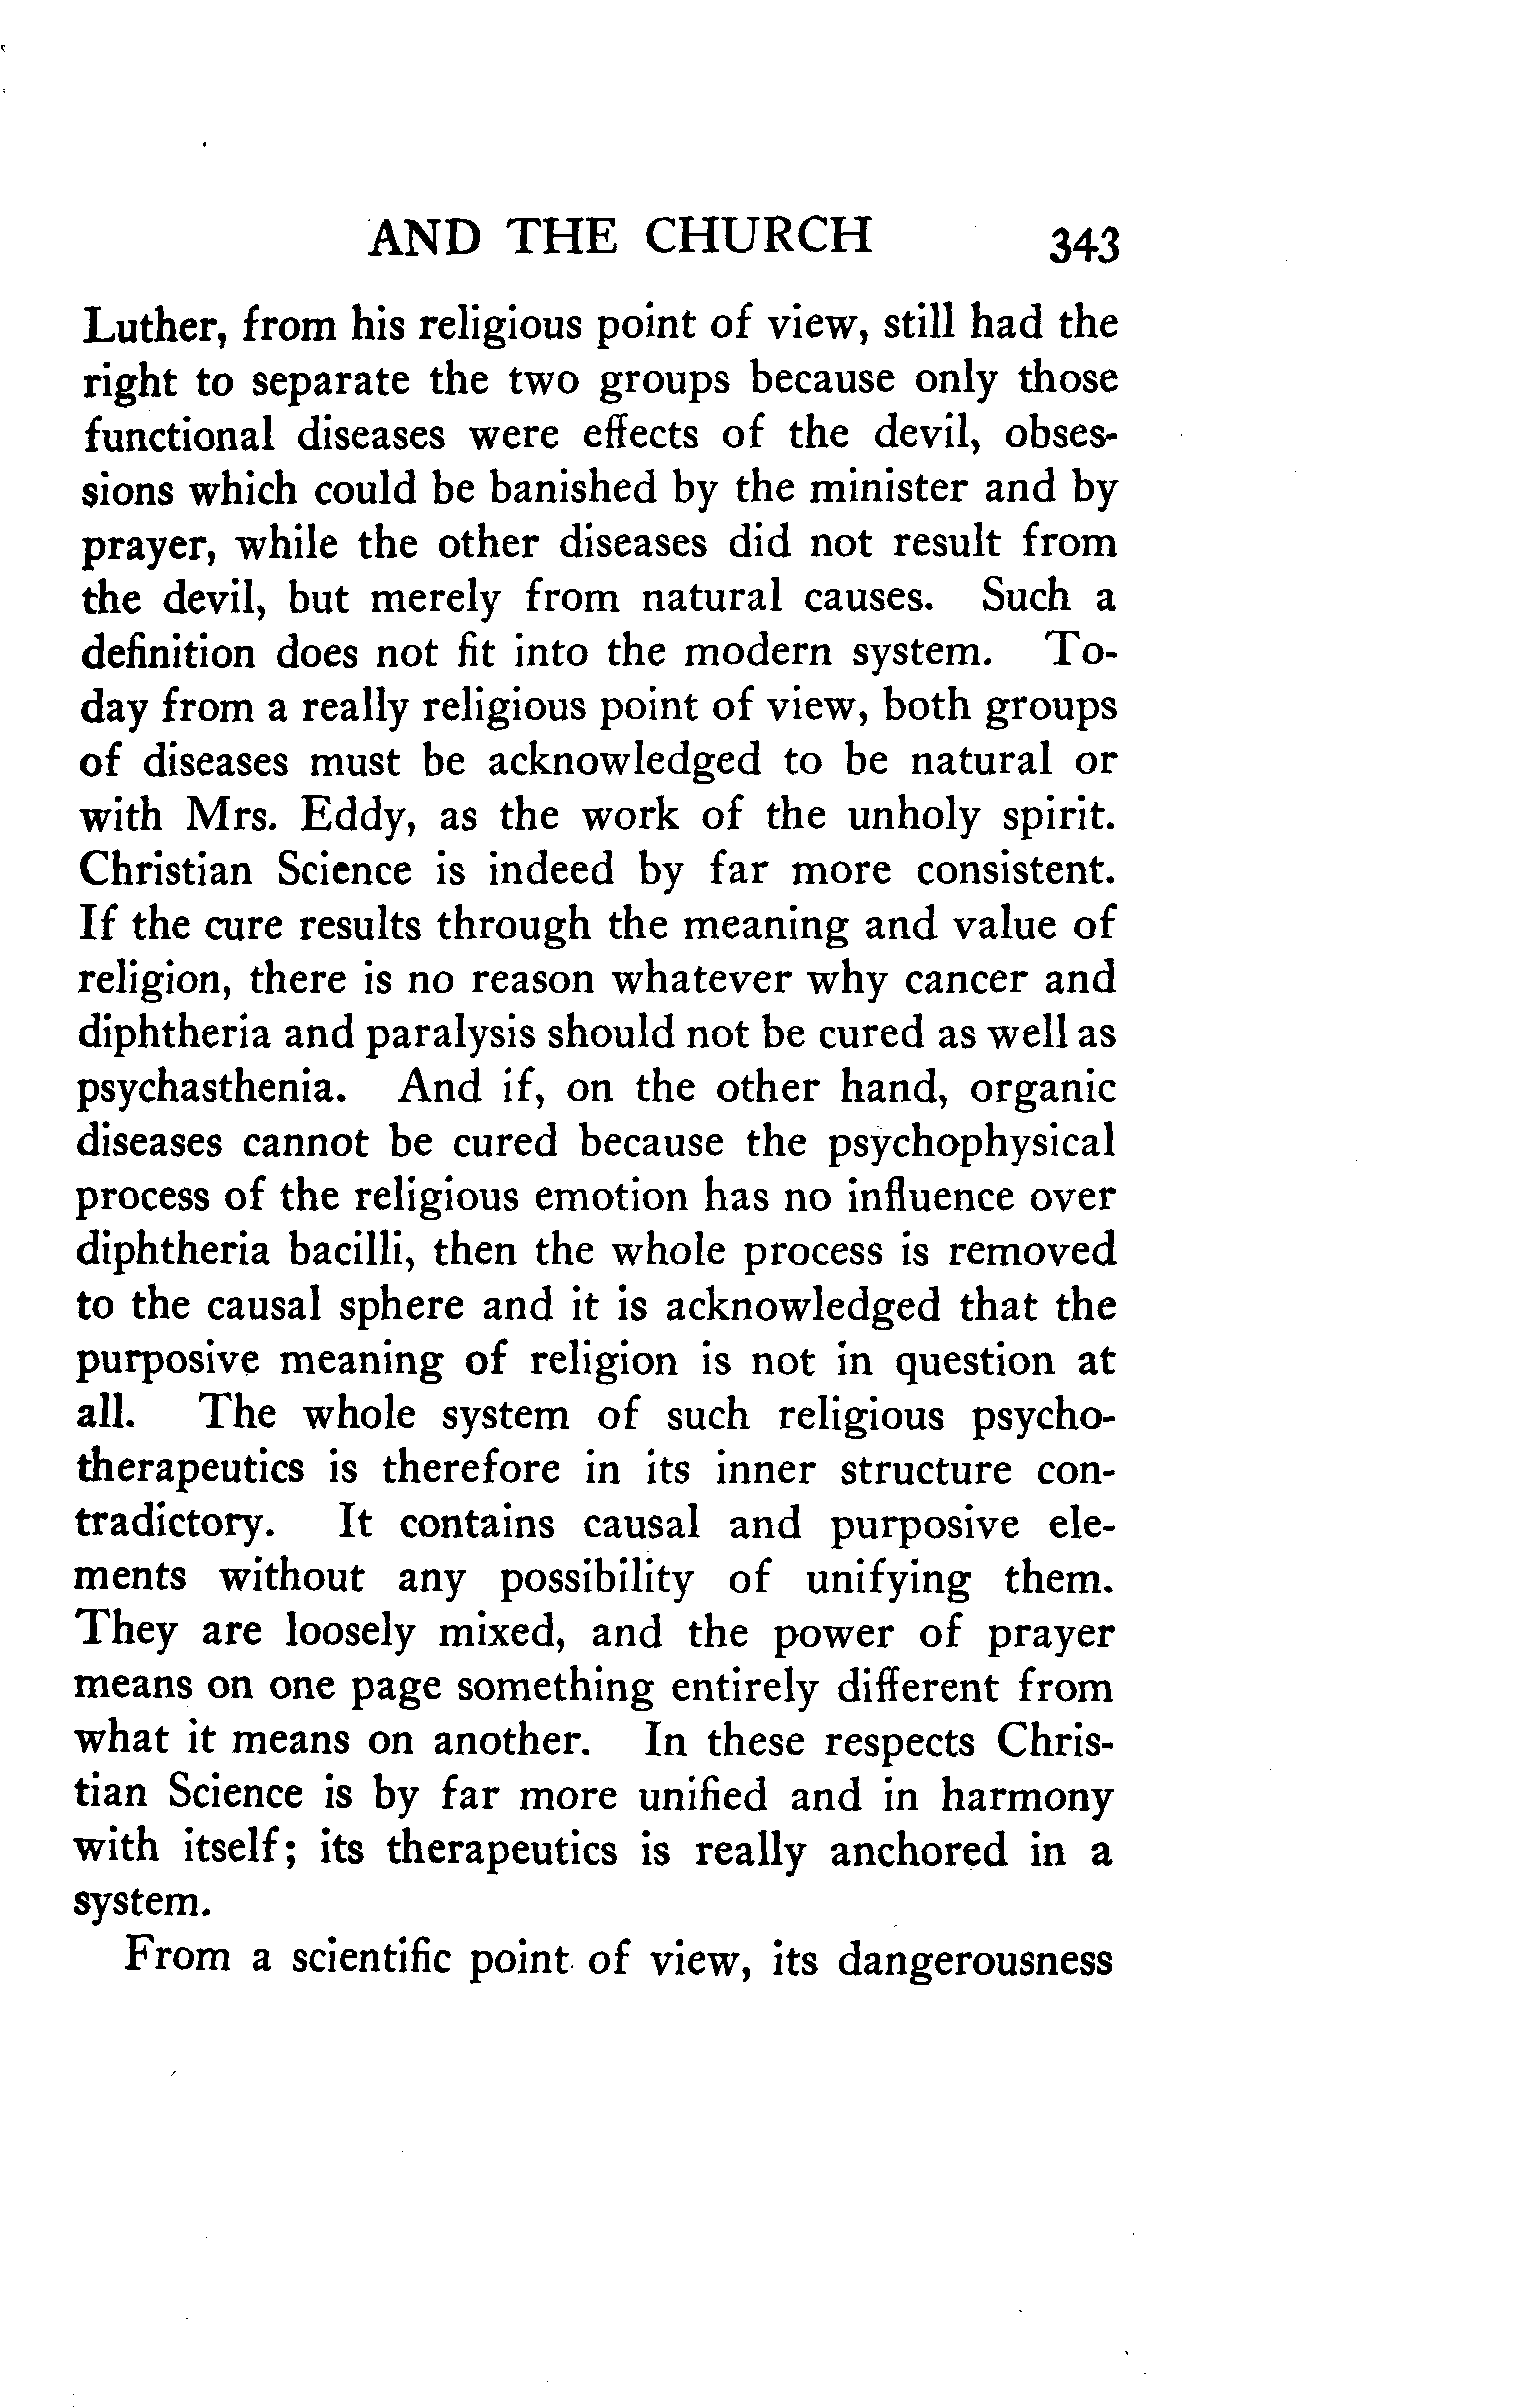 AND THE CHURCH 343
Luther, from his religious point of view, still had the
right to separate the two groups because only those
functional diseases were effects of the devil, obses-
sions which could be banished by the minister and by
prayer, while the other diseases did not result from
the devil, but merely from natural causes. Such a
definition does not fit into the modern system. To-
day from a really religious point of view, both groups
of diseases must be acknowledged to be natural or
with Mrs. Eddy, as the work of the unholy spirit.
Christian Science is indeed by far more consistent.
If the cure results through the meaning and value of
religion, there is no reason whatever why cancer and
diphtheria and paralysis should not be cured as well as
psychasthenia. And if, on the other hand, organic
diseases cannot be cured because the psychophysical
process of the religious emotion has no influence over
diphtheria bacilli, then the whole process is removed
to the causal sphere and it is acknowledged that the
purposive meaning of religion is not in question at
all. The whole system of such religious psycho-
therapeutics is therefore in its inner structure con-
tradictory. It contains causal and purposive ele-
ments without any possibility of unifying them.
They are loosely mixed, and the power of prayer
means on one page something entirely different from
what it means on another. In these respects Chris-
tian Science is by far more unified and in harmony
with itself; its therapeutics is really anchored in a
system.
From a scientific point of view, its dangerousness